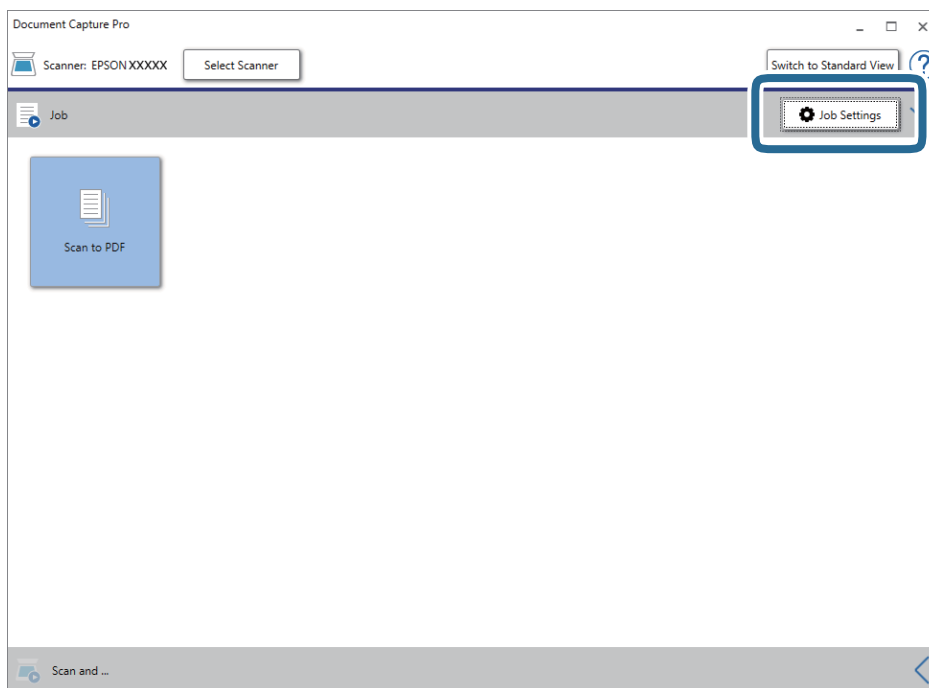 Document Capture Pro
Scanner: EPSON XXXXX Select Scanner Switch to Standard View ?
Job Job Settings
Scan to PDF
Scan and ...